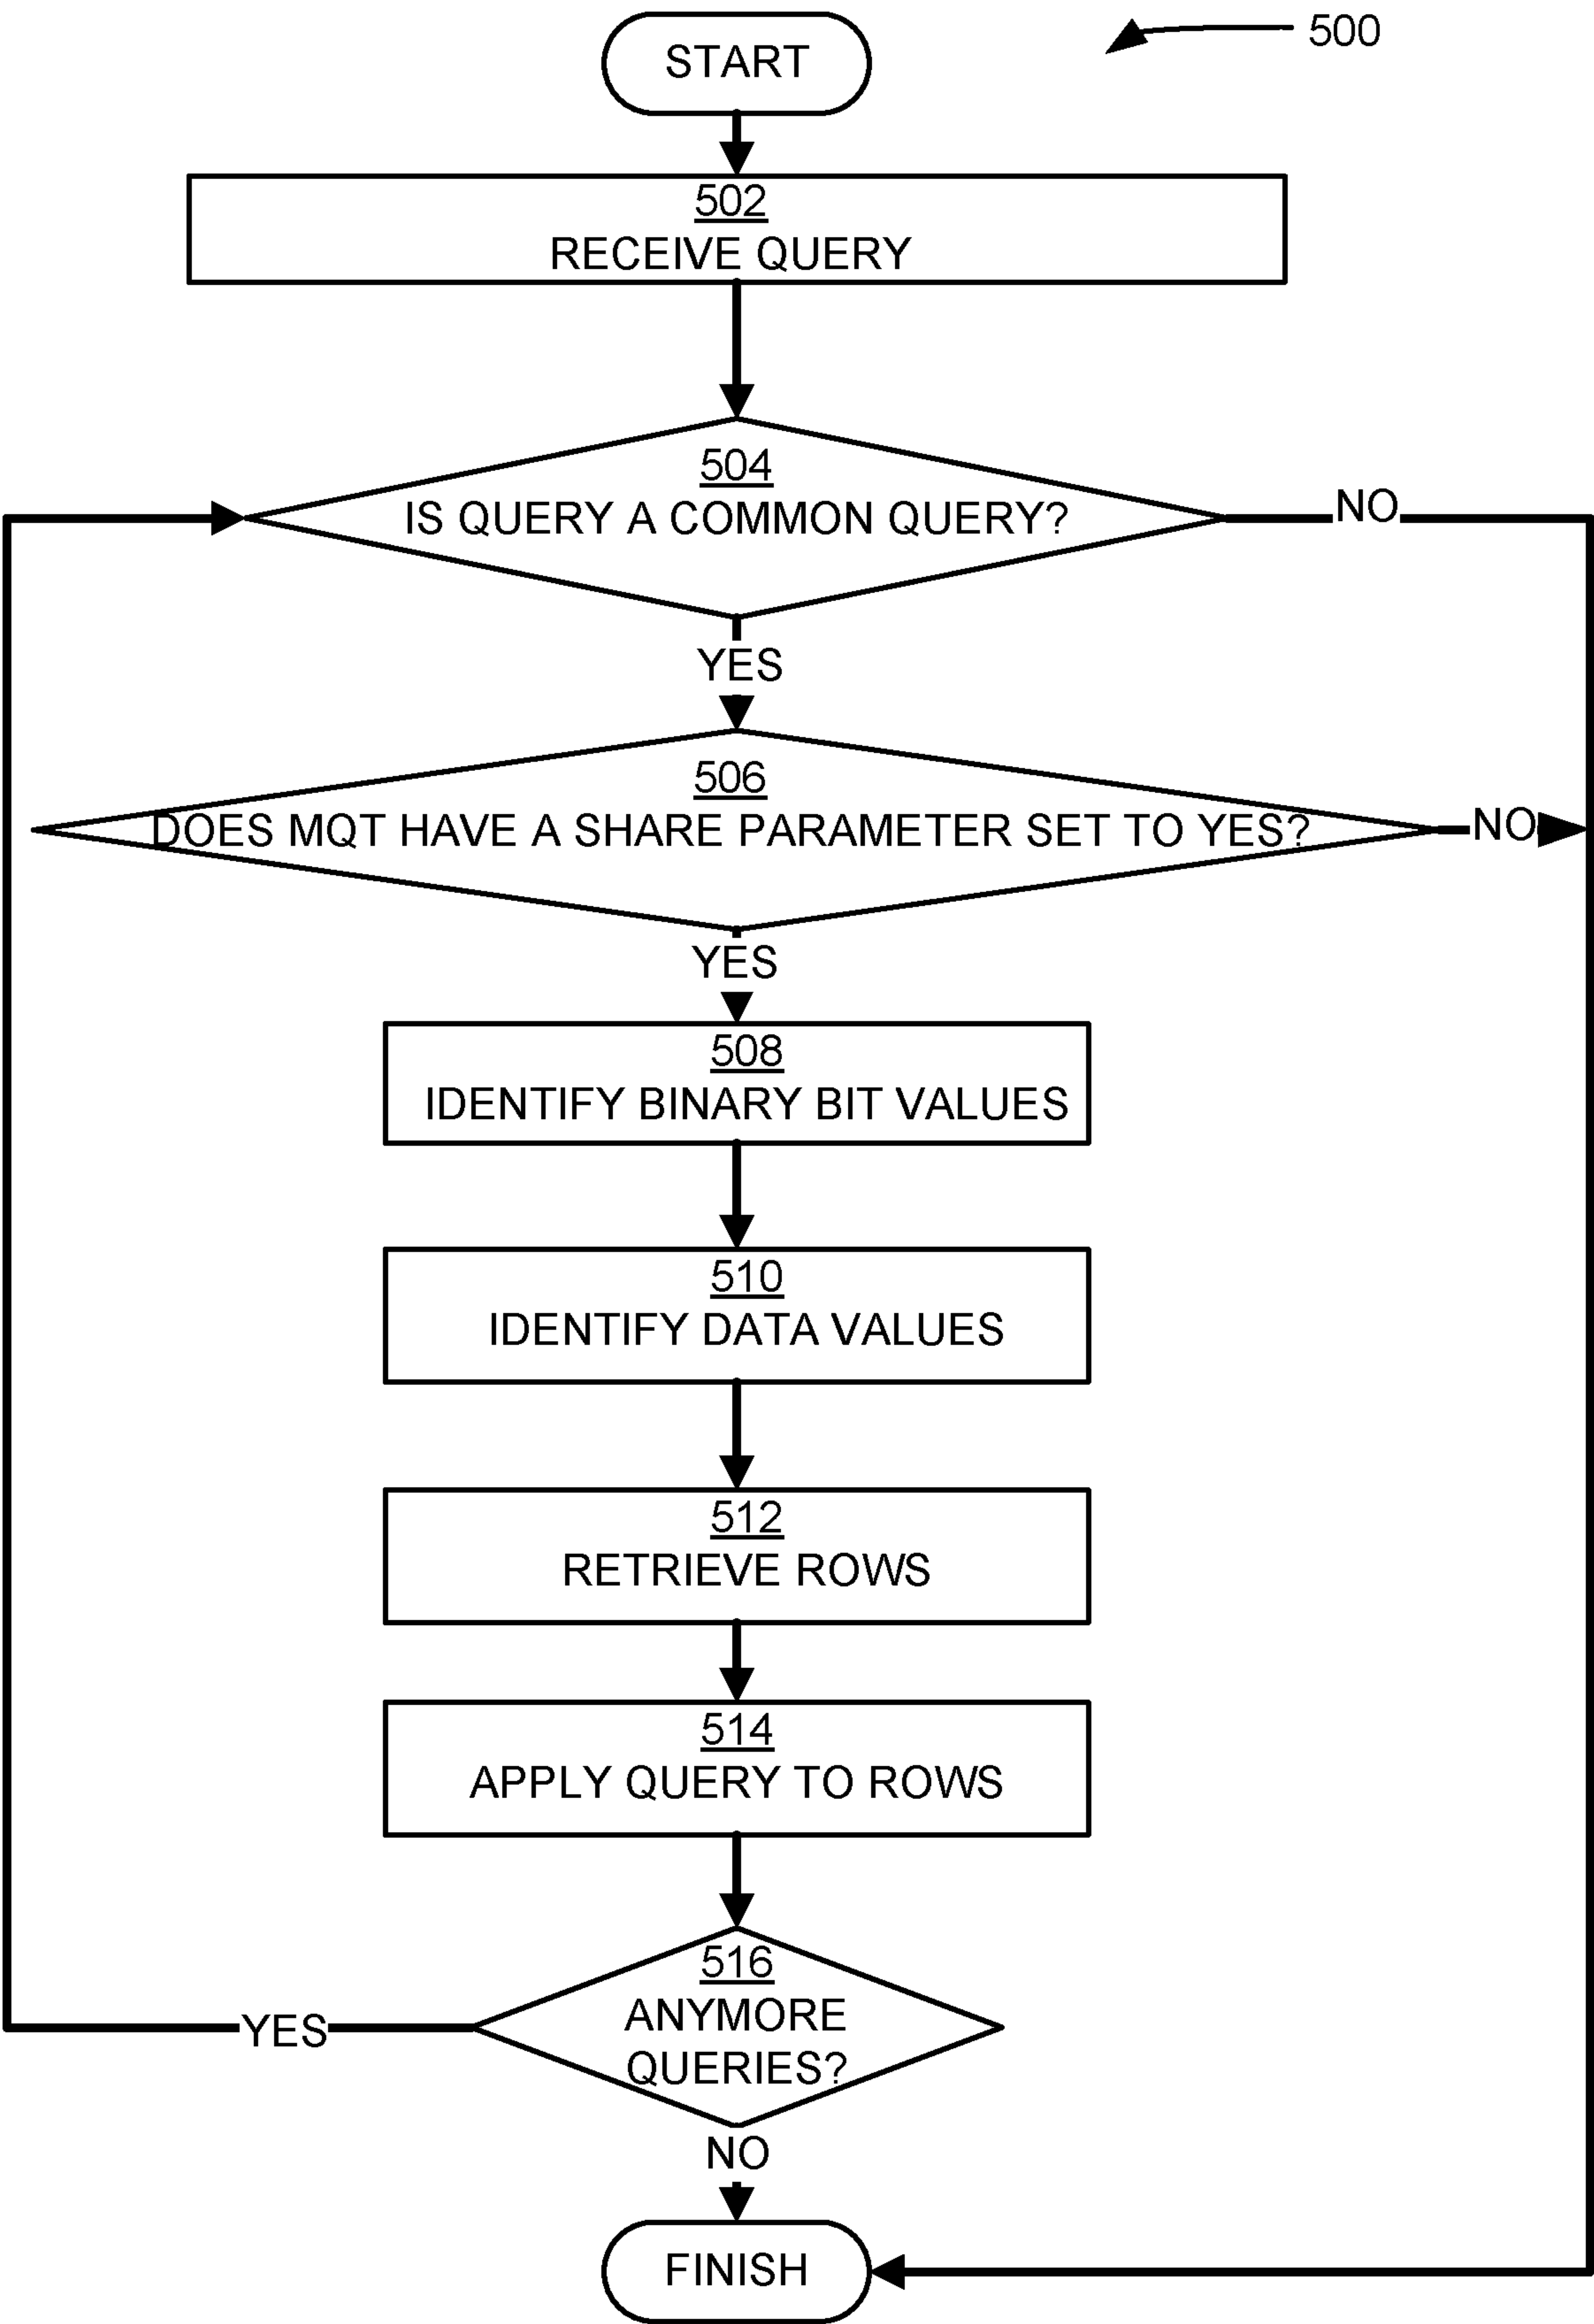 START
500
502
RECEIVE QUERY
504
IS QUERY A COMMON QUERY?
NO
YES
506
DOES MQT HAVE A SHARE PARAMETER SET TO YES?
NO
YES
508
IDENTIFY BINARY BIT VALUES
510
IDENTIFY DATA VALUES
512
RETRIEVE ROWS
514
APPLY QUERY TO ROWS
516
ANYMORE
QUERIES?
YES
NO
FINISH